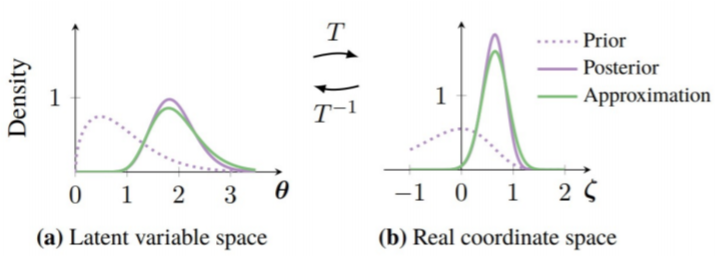 Density
1
0 1 2 3 θ
(a) Latent variable space
T
T⁻¹
1
−1 0 1 2 ζ
(b) Real coordinate space
Prior
Posterior
Approximation